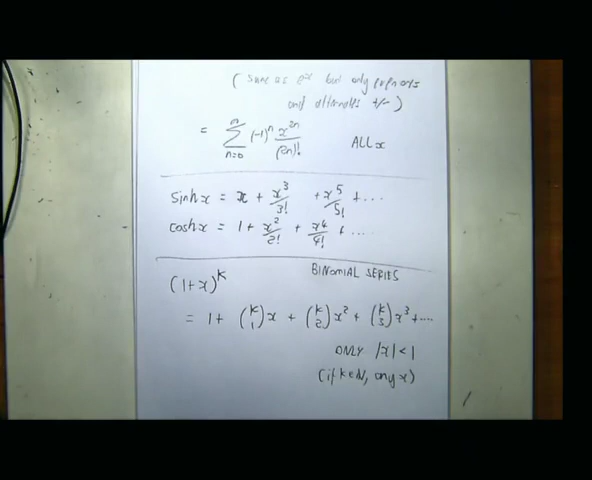 (same as e^x but only even powers
and alternates +/-)
= ∑_{n=0}^{∞} (-1)^n x^{2n}/(2n)! ALL x
sinh x = x + x^3/3! + x^5/5! + ...
cosh x = 1 + x^2/2! + x^4/4! + ...
BINOMIAL SERIES
(1+x)^k
= 1 + (k 1) x + (k 2) x^2 + (k 3) x^3 + ....
ONLY |x| < 1
(if k ∈ N, any x)